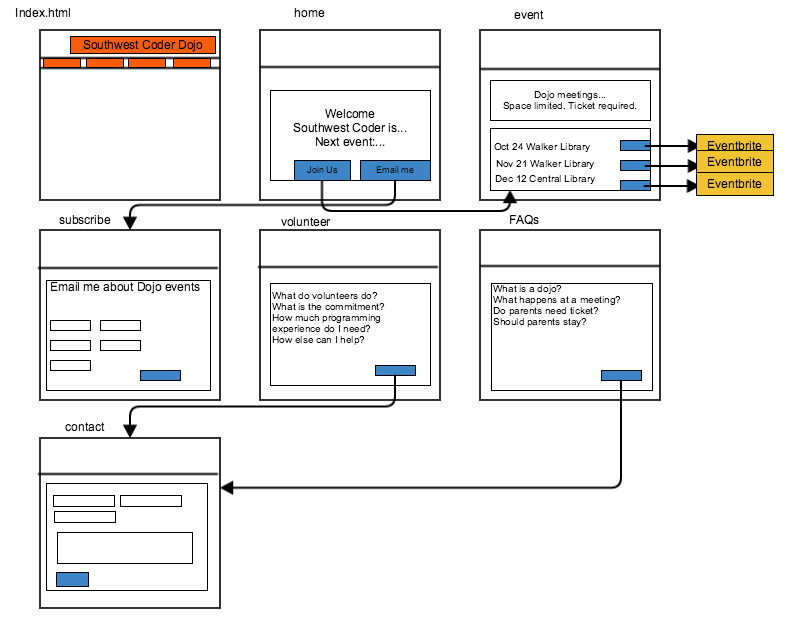 Index.html
home
event
Southwest Coder Dojo
Welcome
Southwest Coder is...
Next event:...
Join Us
Email me
Dojo meetings...
Space limited. Ticket required.
Oct 24 Walker Library
Nov 21 Walker Library
Dec 12 Central Library
Eventbrite
Eventbrite
Eventbrite
subscribe
volunteer
FAQs
Email me about Dojo events
What do volunteers do?
What is the commitment?
How much programming
experience do I need?
How else can I help?
What is a dojo?
What happens at a meeting?
Do parents need ticket?
Should parents stay?
contact